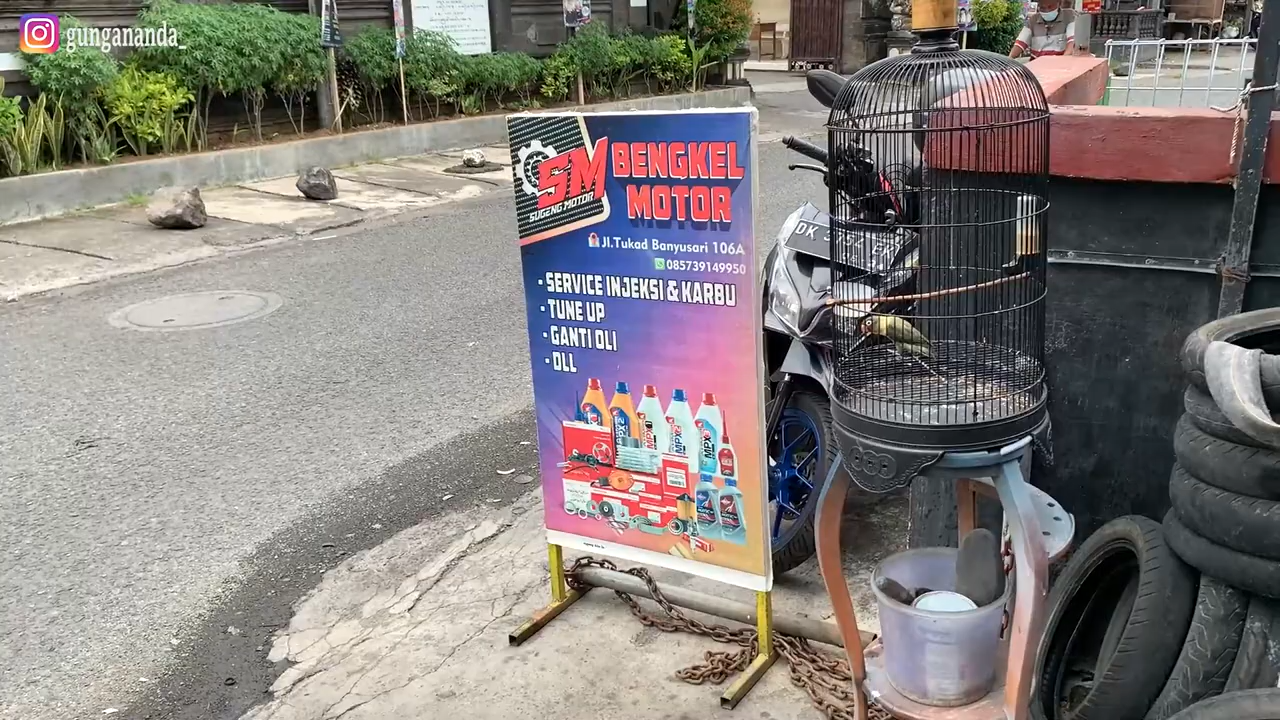 gungananda_
SM
SUGENG MOTOR
BENGKEL
MOTOR
Jl.Tukad Banyusari 106A
085739149950
• SERVICE INJEKSI & KARBU
• TUNE UP
• GANTI OLI
• DLL
MPX2